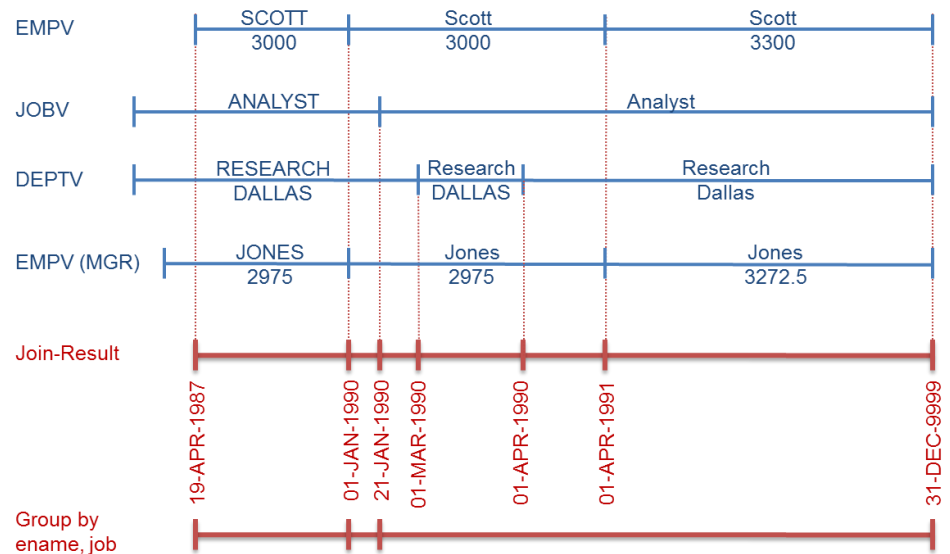 EMPV
SCOTT Scott Scott
3000 3000 3300
JOBV
ANALYST Analyst
DEPTV
RESEARCH Research Research
DALLAS DALLAS Dallas
EMPV (MGR)
JONES Jones Jones
2975 2975 3272.5
Join-Result
19-APR-1987
01-JAN-1990
21-JAN-1990
01-MAR-1990
01-APR-1990
01-APR-1991
31-DEC-9999
Group by
ename, job